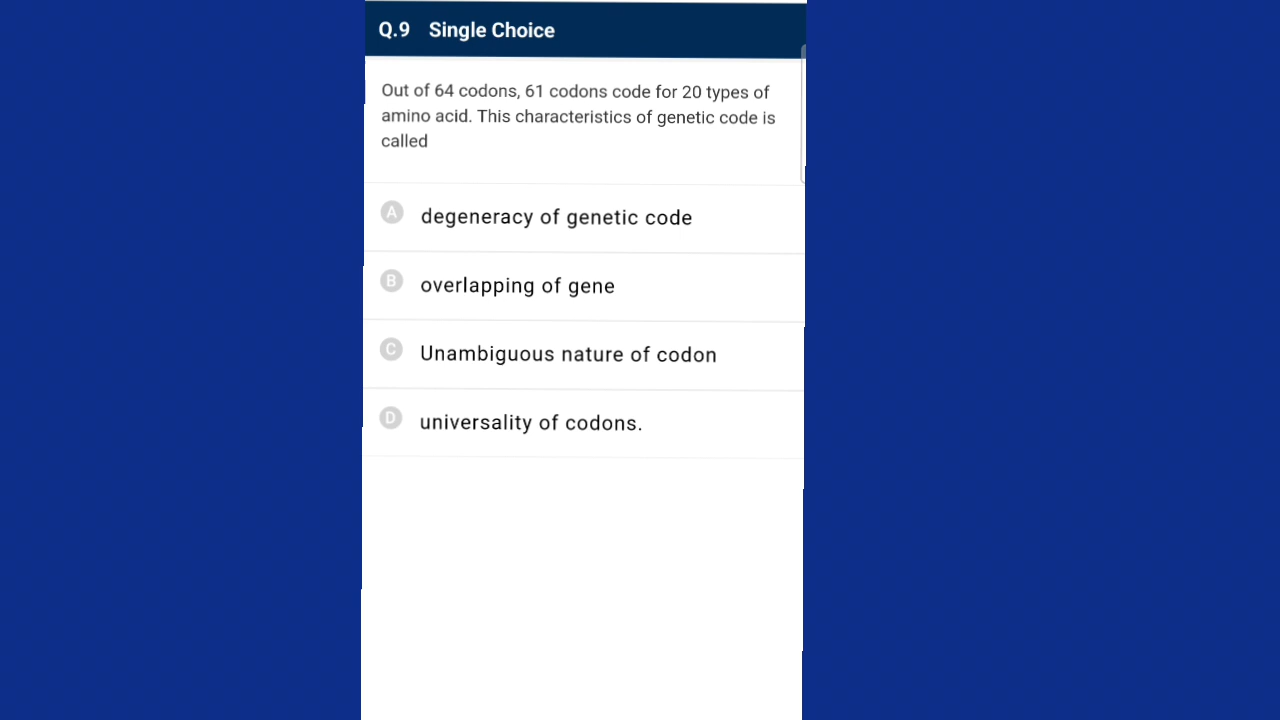 Q.9 Single Choice
Out of 64 codons, 61 codons code for 20 types of
amino acid. This characteristics of genetic code is
called
A degeneracy of genetic code
B overlapping of gene
C Unambiguous nature of codon
D universality of codons.